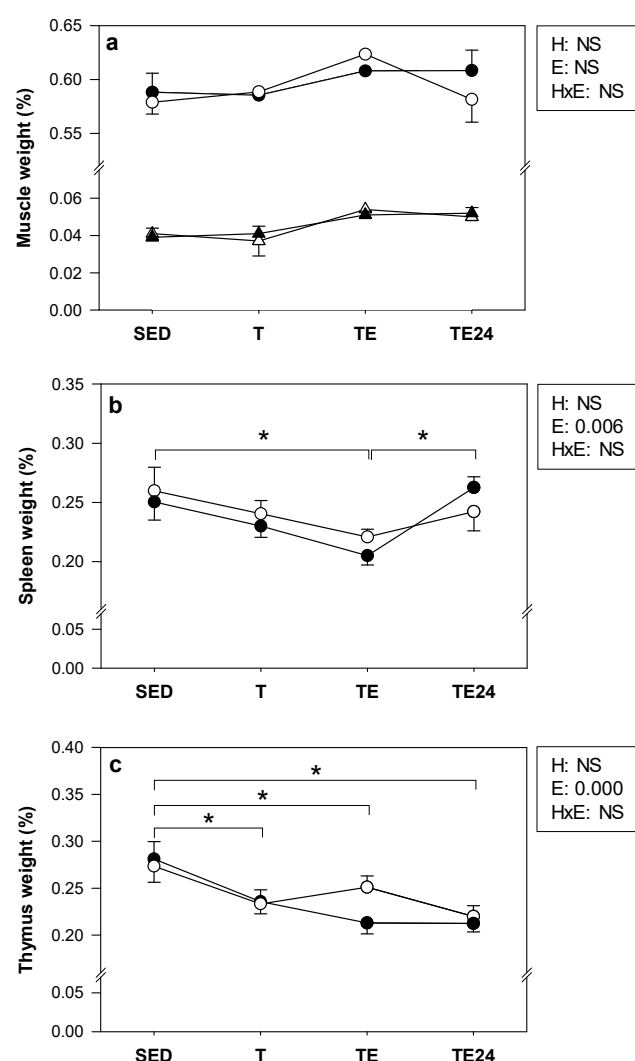 a
Muscle weight (%)
0.65
0.60
0.55
0.06
0.04
0.02
0.00
SED T TE TE24
H: NS
E: NS
HxE: NS
b
Spleen weight (%)
0.35
0.30
0.25
0.20
0.05
0.00
* *
SED T TE TE24
H: NS
E: 0.006
HxE: NS
c
Thymus weight (%)
0.40
0.35
0.30
0.25
0.20
0.05
0.00
*
*
*
SED T TE TE24
H: NS
E: 0.000
HxE: NS